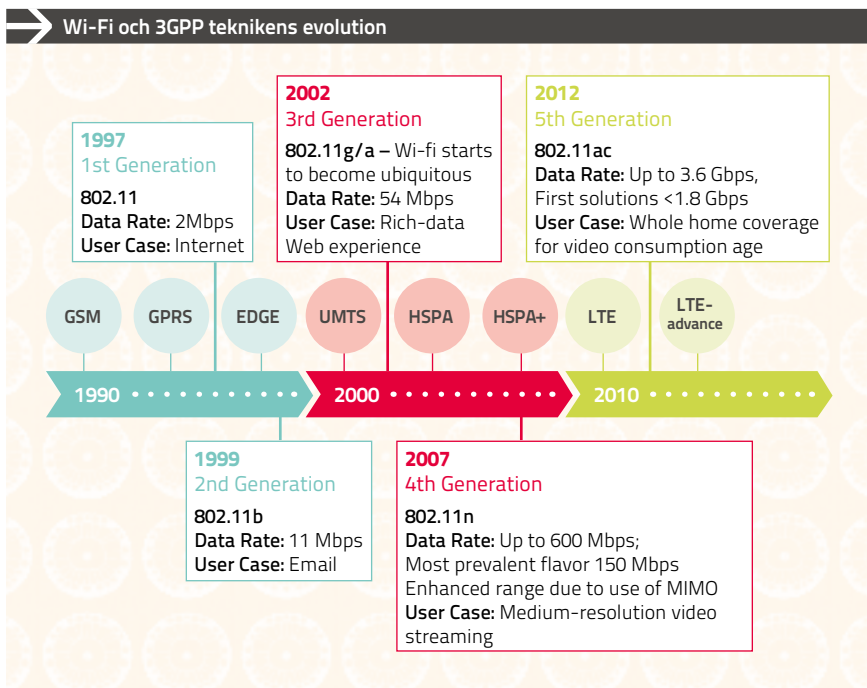 Wi-Fi och 3GPP teknikens evolution
1997
1st Generation
802.11
Data Rate: 2Mbps
User Case: Internet
2002
3rd Generation
802.11g/a – Wi-fi starts
to become ubiquitous
Data Rate: 54 Mbps
User Case: Rich-data
Web experience
2012
5th Generation
802.11ac
Data Rate: Up to 3.6 Gbps,
First solutions <1.8 Gbps
User Case: Whole home coverage
for video consumption age
GSM
GPRS
EDGE
UMTS
HSPA
HSPA+
LTE
LTE-
advance
1990
2000
2010
1999
2nd Generation
802.11b
Data Rate: 11 Mbps
User Case: Email
2007
4th Generation
802.11n
Data Rate: Up to 600 Mbps;
Most prevalent flavor 150 Mbps
Enhanced range due to use of MIMO
User Case: Medium-resolution video
streaming